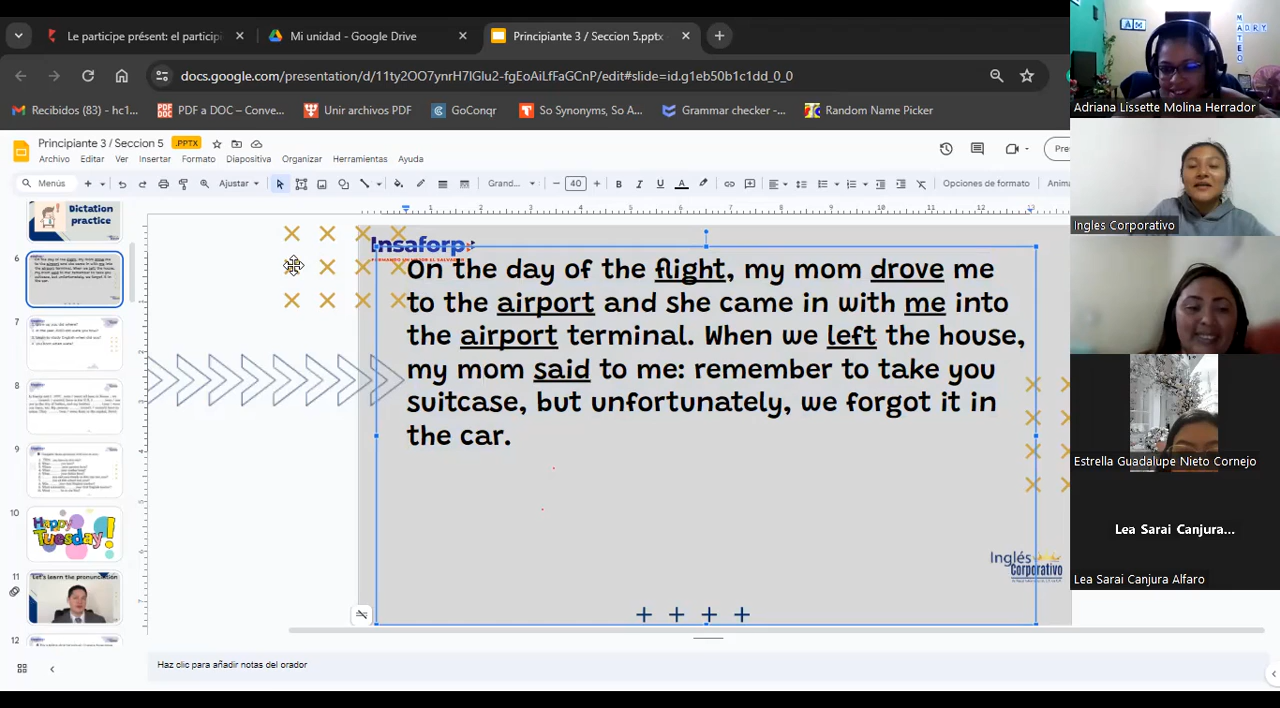 Le participe présent: el particip
Mi unidad - Google Drive
Principiante 3 / Seccion 5.pptx
docs.google.com/presentation/d/11ty2OO7ynrH7lGlu2-fgEoAiLfFaGCnP/edit#slide=id.g1eb50b1c1dd_0_0
Recibidos (83) - hc1...
PDF a DOC – Conve...
Unir archivos PDF
GoConqr
So Synonyms, So A...
Grammar checker -...
Random Name Picker
Principiante 3 / Seccion 5
.PPTX
Archivo Editar Ver Insertar Formato Diapositiva Organizar Herramientas Ayuda
Menús
Ajustar
Grand...
40
Opciones de formato
Anima
Dictation
practice
6
7
8
9
10
Happy
Tuesday!
11
Let's learn the pronunciation
12
Insaforp
On the day of the flight, my mom drove me
to the airport and she came in with me into
the airport terminal. When we left the house,
my mom said to me: remember to take you
suitcase, but unfortunately, we forgot it in
the car.
Inglés
Corporativo
Haz clic para añadir notas del orador
Adriana Lissette Molina Herrador
Ingles Corporativo
Estrella Guadalupe Nieto Cornejo
Lea Sarai Canjura...
Lea Sarai Canjura Alfaro